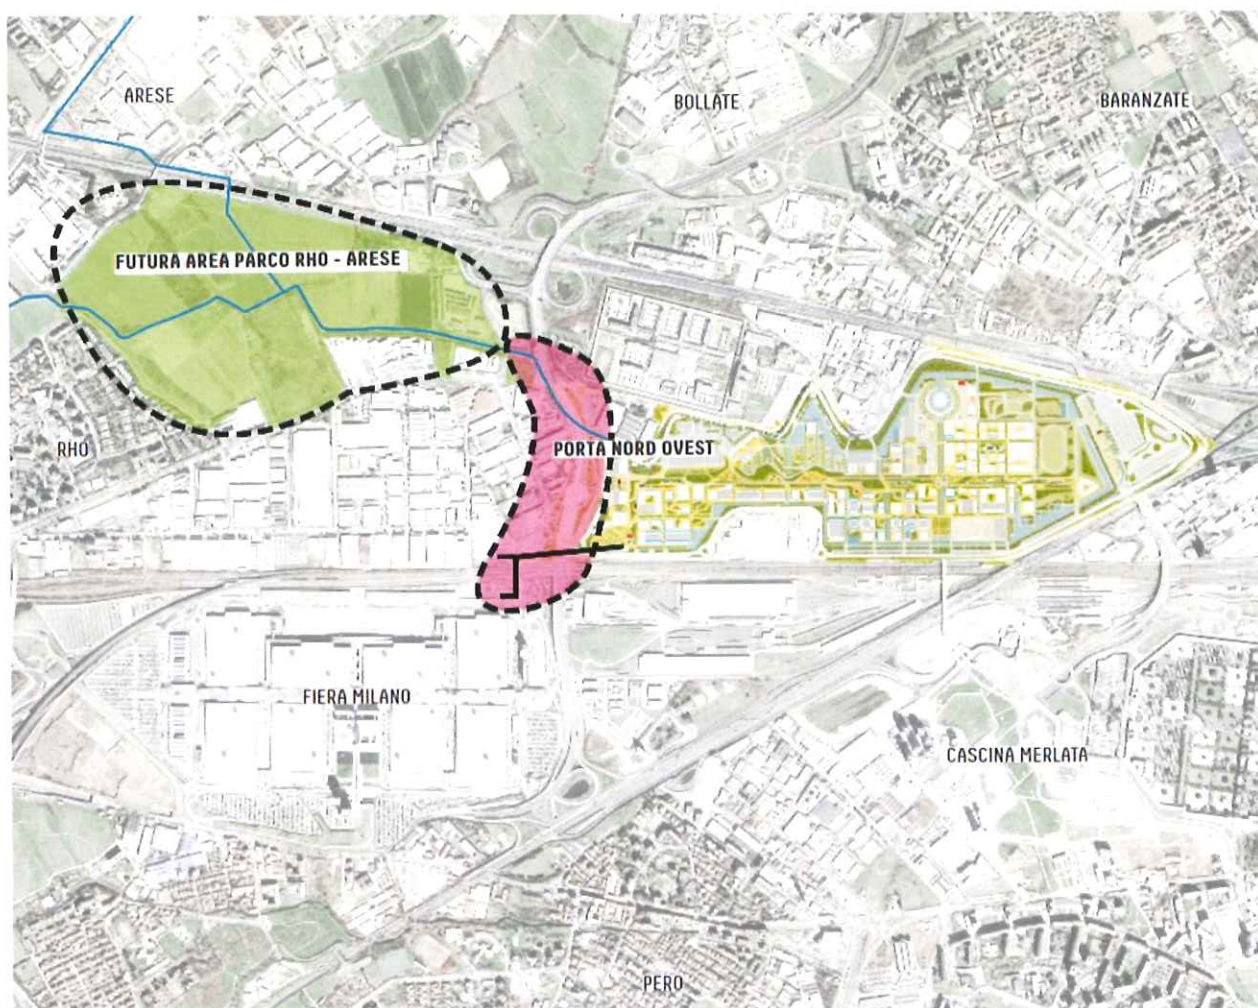 ARESE
BOLLATE
BARANZATE
FUTURA AREA PARCO RHO - ARESE
RHO
PORTA NORD OVEST
FIERA MILANO
CASCINA MERLATA
PERO